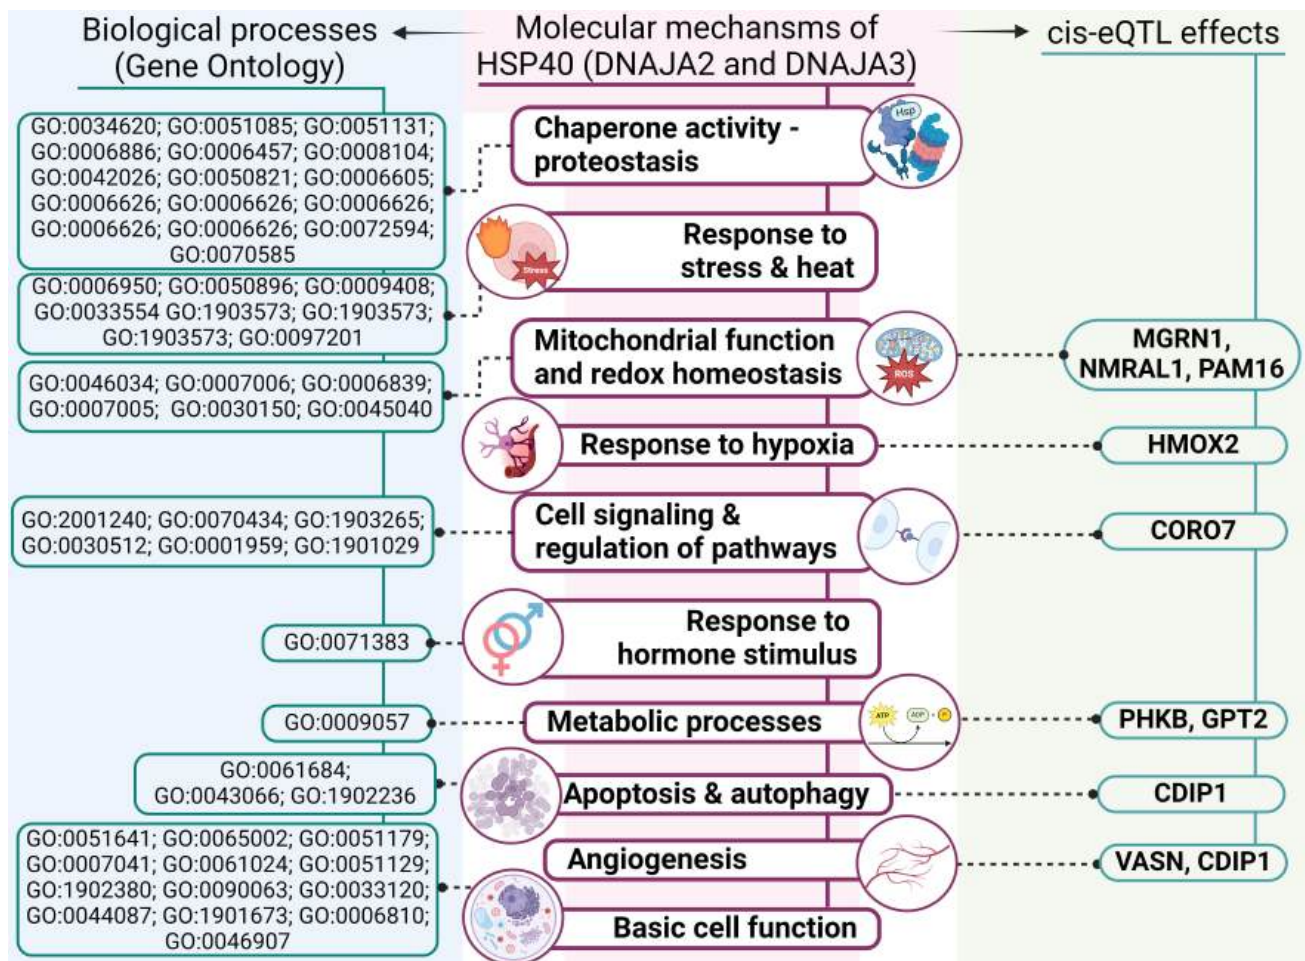 Biological processes
(Gene Ontology)
Molecular mechansms of
HSP40 (DNAJA2 and DNAJA3)
cis-eQTL effects
GO:0034620; GO:0051085; GO:0051131;
GO:0006886; GO:0006457; GO:0008104;
GO:0042026; GO:0050821; GO:0006605;
GO:0006626; GO:0006626; GO:0006626;
GO:0006626; GO:0006626; GO:0072594;
GO:0070585
Chaperone activity -
proteostasis
Hsp
GO:0006950; GO:0050896; GO:0009408;
GO:0033554 GO:1903573; GO:1903573;
GO:1903573; GO:0097201
Stress
Response to
stress & heat
GO:0046034; GO:0007006; GO:0006839;
GO:0007005; GO:0030150; GO:0045040
Mitochondrial function
and redox homeostasis
ROS
MGRN1,
NMRAL1, PAM16
Response to hypoxia
HMOX2
GO:2001240; GO:0070434; GO:1903265;
GO:0030512; GO:0001959; GO:1901029
Cell signaling &
regulation of pathways
CORO7
GO:0071383
Response to
hormone stimulus
GO:0009057
Metabolic processes
ATP
ADP + P
PHKB, GPT2
GO:0061684;
GO:0043066; GO:1902236
Apoptosis & autophagy
CDIP1
GO:0051641; GO:0065002; GO:0051179;
GO:0007041; GO:0061024; GO:0051129;
GO:1902380; GO:0090063; GO:0033120;
GO:0044087; GO:1901673; GO:0006810;
GO:0046907
Angiogenesis
VASN, CDIP1
Basic cell function